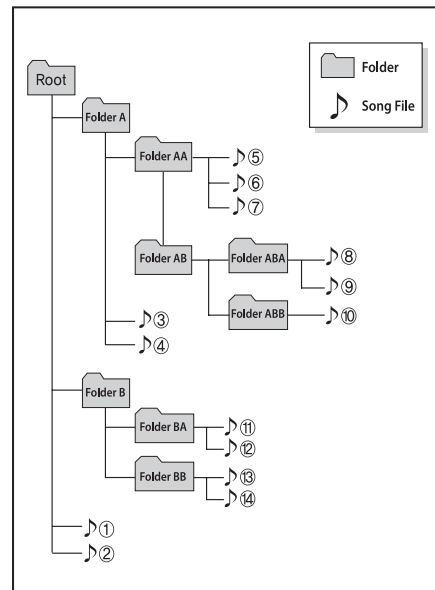 Root
Folder
Song File
Folder A
Folder AA
⑤
⑥
⑦
Folder AB
Folder ABA
⑧
⑨
Folder ABB
⑩
③
④
Folder B
Folder BA
⑪
⑫
Folder BB
⑬
⑭
①
②